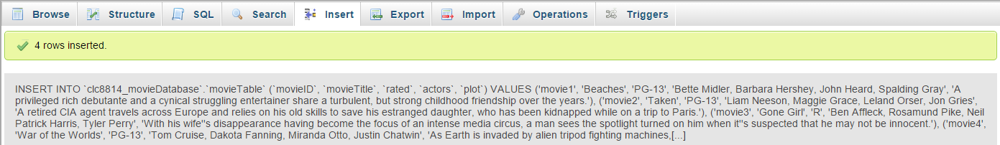 Browse Structure SQL Search Insert Export Import Operations Triggers
4 rows inserted.
INSERT INTO `clc8814_movieDatabase`.`movieTable` (`movieID`, `movieTitle`, `rated`, `actors`, `plot`) VALUES ('movie1', 'Beaches', 'PG-13', 'Bette Midler, Barbara Hershey, John Heard, Spalding Gray', 'A
privileged rich debutante and a cynical struggling entertainer share a turbulent, but strong childhood friendship over the years.'), ('movie2', 'Taken', 'PG-13', 'Liam Neeson, Maggie Grace, Leland Orser, Jon Gries',
'A retired CIA agent travels across Europe and relies on his old skills to save his estranged daughter, who has been kidnapped while on a trip to Paris.'), ('movie3', 'Gone Girl', 'R', 'Ben Affleck, Rosamund Pike, Neil
Patrick Harris, Tyler Perry', 'With his wife''s disappearance having become the focus of an intense media circus, a man sees the spotlight turned on him when it''s suspected that he may not be innocent.'), ('movie4',
'War of the Worlds', 'PG-13', 'Tom Cruise, Dakota Fanning, Miranda Otto, Justin Chatwin', 'As Earth is invaded by alien tripod fighting machines,[...]